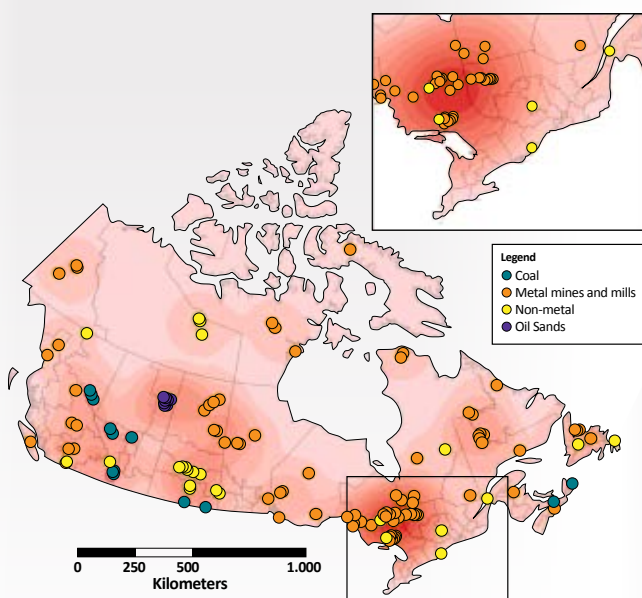 Legend
Coal
Metal mines and mills
Non-metal
Oil Sands
0 250 500 1.000
Kilometers